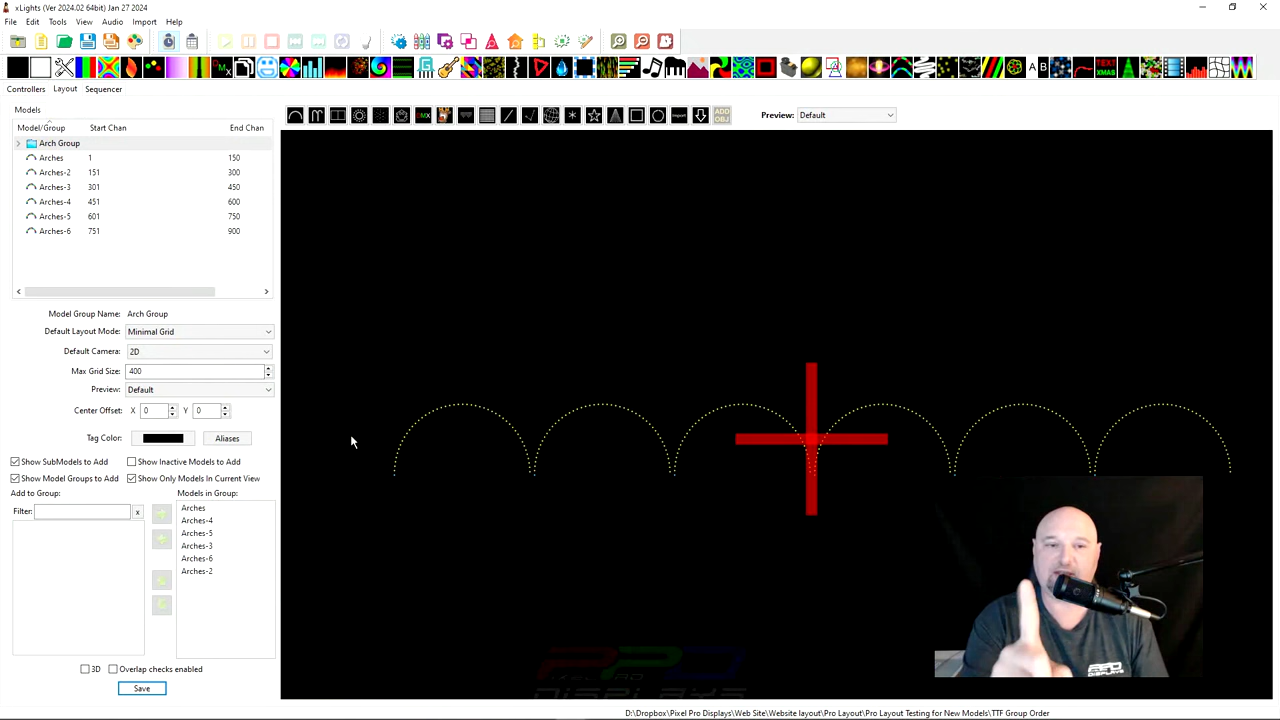 xLights (Ver 2024.02 64bit) Jan 27 2024
File Edit Tools View Audio Import Help
Controllers Layout Sequencer
Models
Preview: Default
Model/Group Start Chan End Chan
Arch Group
Arches 1 150
Arches-2 151 300
Arches-3 301 450
Arches-4 451 600
Arches-5 601 750
Arches-6 751 900
Model Group Name: Arch Group
Default Layout Mode: Minimal Grid
Default Camera: 2D
Max Grid Size: 400
Preview: Default
Center Offset: X 0 Y 0
Tag Color: Aliases
Show SubModels to Add Show Inactive Models to Add
Show Model Groups to Add Show Only Models In Current View
Add to Group: Models in Group:
Filter: x
Arches
Arches-4
Arches-5
Arches-3
Arches-6
Arches-2
3D Overlap checks enabled
Save
PPD
PIXEL PRO
DISPLAYS
PPD
DISPLAYS
D:\Dropbox\Pixel Pro Displays\Web Site\Website layout\Pro Layout\Pro Layout Testing for New Models\TTF Group Order